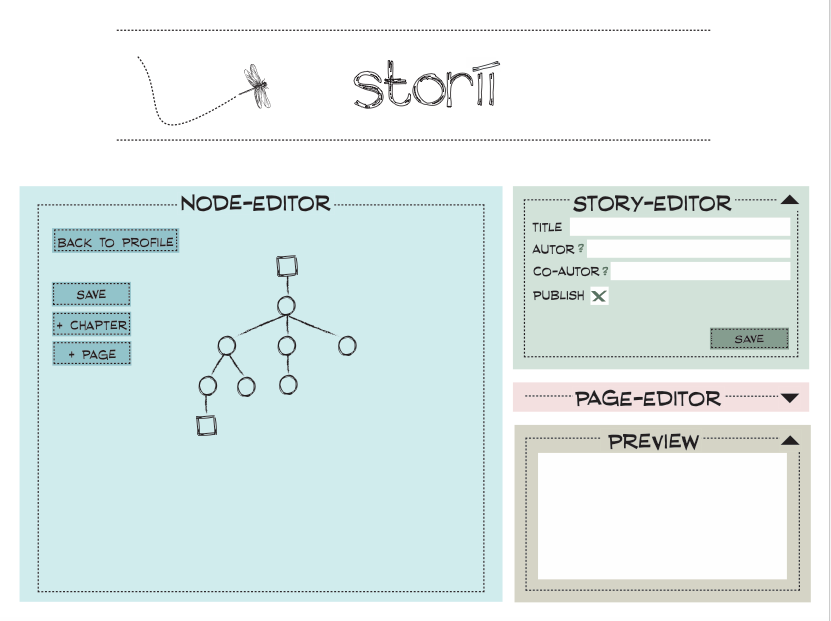 storií
NODE-EDITOR
BACK TO PROFILE
SAVE
+ CHAPTER
+ PAGE
STORY-EDITOR
TITLE
AUTOR ?
CO-AUTOR ?
PUBLISH X
SAVE
PAGE-EDITOR
PREVIEW